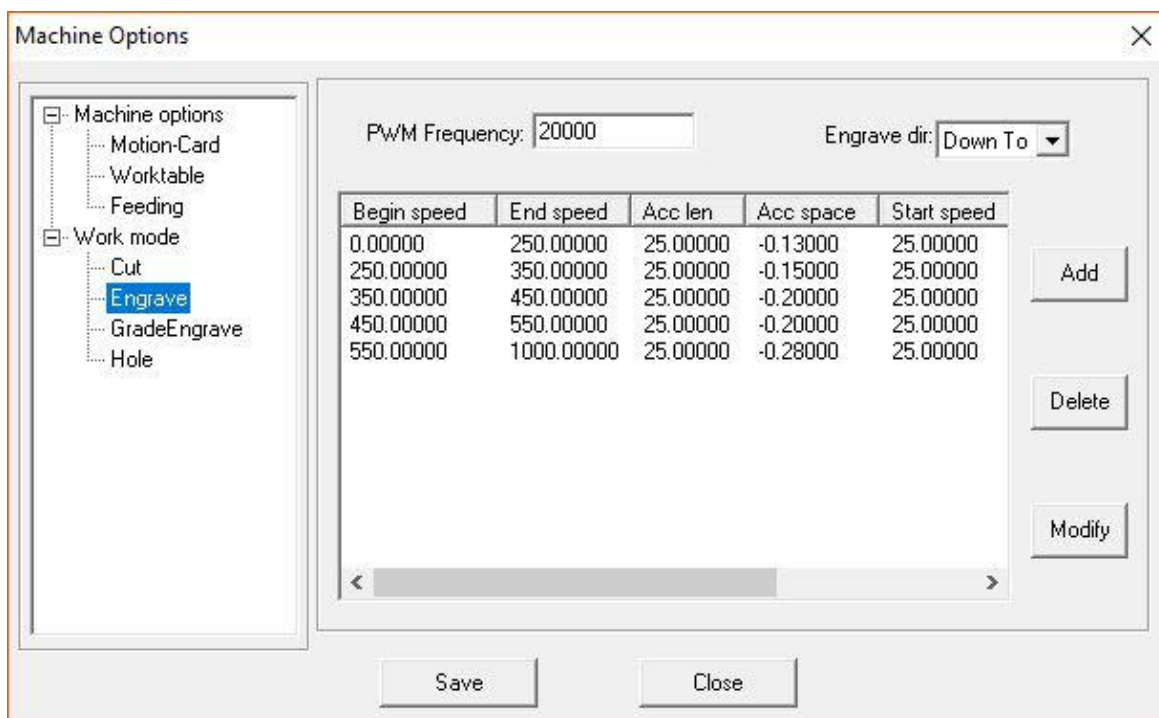 Machine Options
Machine options
Motion-Card
Worktable
Feeding
Work mode
Cut
Engrave
GradeEngrave
Hole
PWM Frequency: 20000
Engrave dir: Down To
Begin speed End speed Acc len Acc space Start speed
0.00000 250.00000 25.00000 -0.13000 25.00000
250.00000 350.00000 25.00000 -0.15000 25.00000
350.00000 450.00000 25.00000 -0.20000 25.00000
450.00000 550.00000 25.00000 -0.20000 25.00000
550.00000 1000.00000 25.00000 -0.28000 25.00000
Add
Delete
Modify
Save
Close